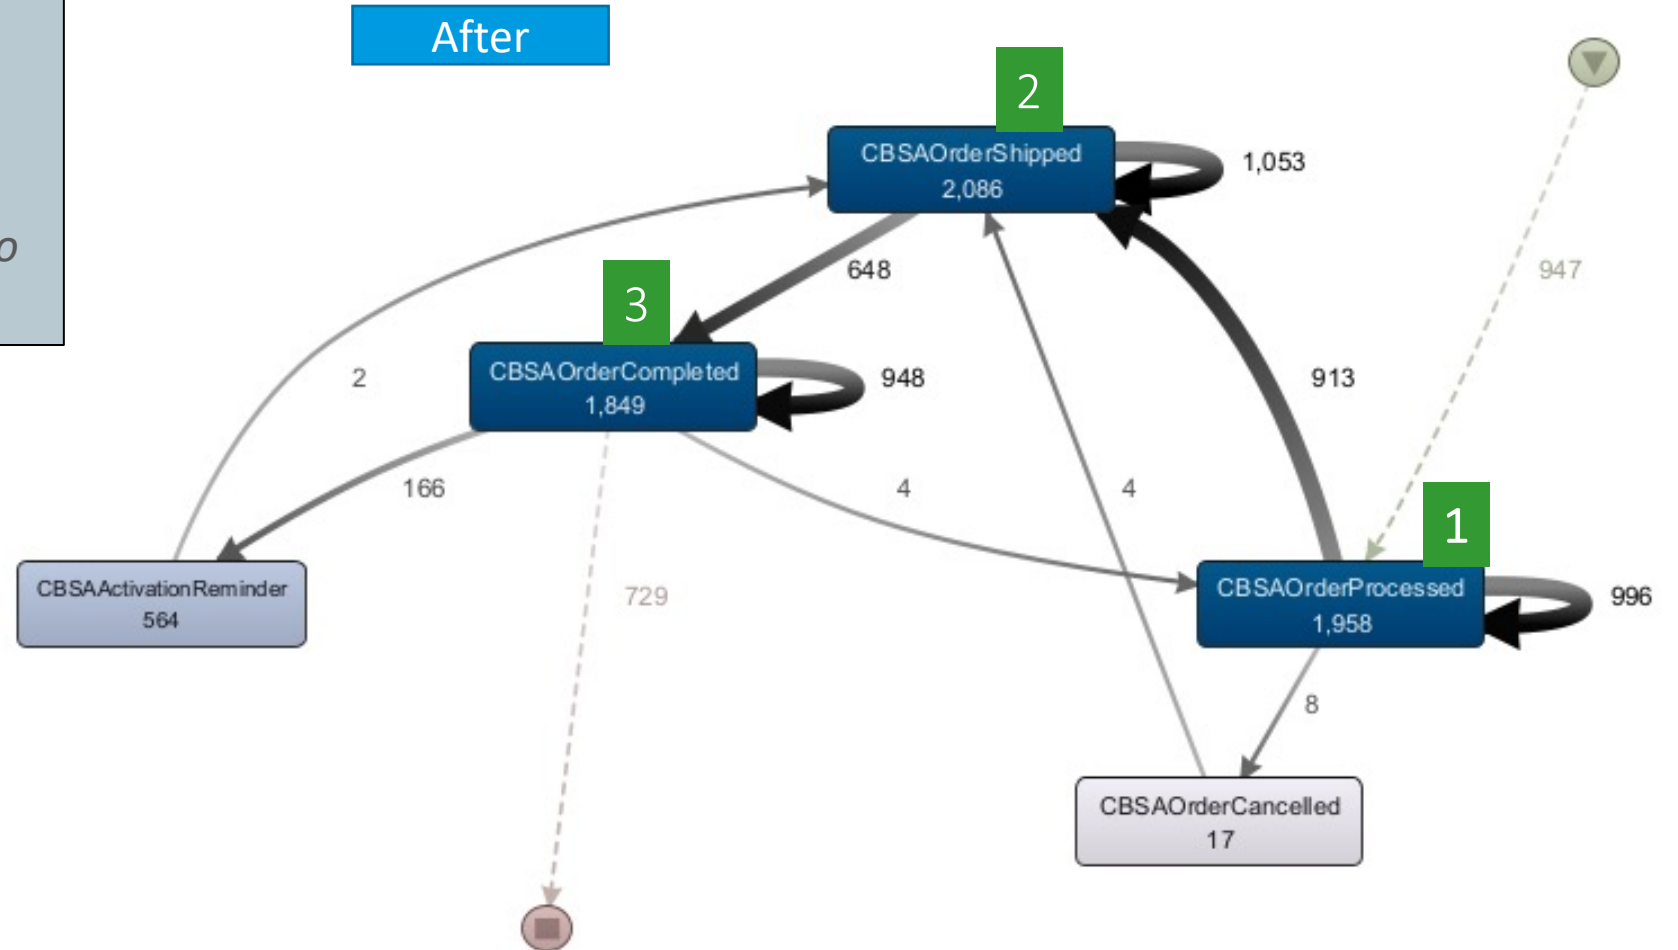 After
o
2
CBSAOrderShipped
2,086
1,053
648
947
3
CBSAOrderCompleted
1,849
948
2
913
166
4
4
1
CBSAActivationReminder
564
729
CBSAOrderProcessed
1,958
996
8
CBSAOrderCancelled
17